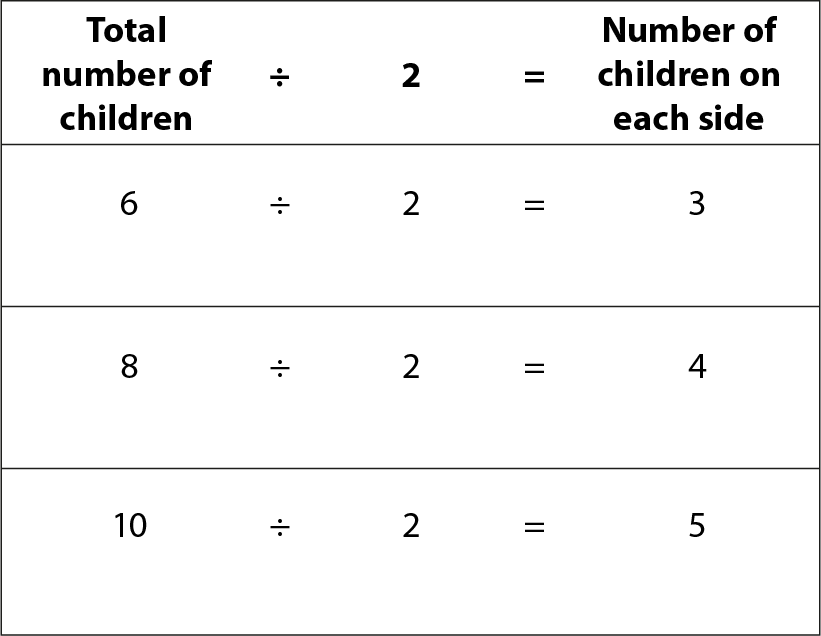 Total number of children ÷ 2 = Number of children on each side
6 ÷ 2 = 3
8 ÷ 2 = 4
10 ÷ 2 = 5